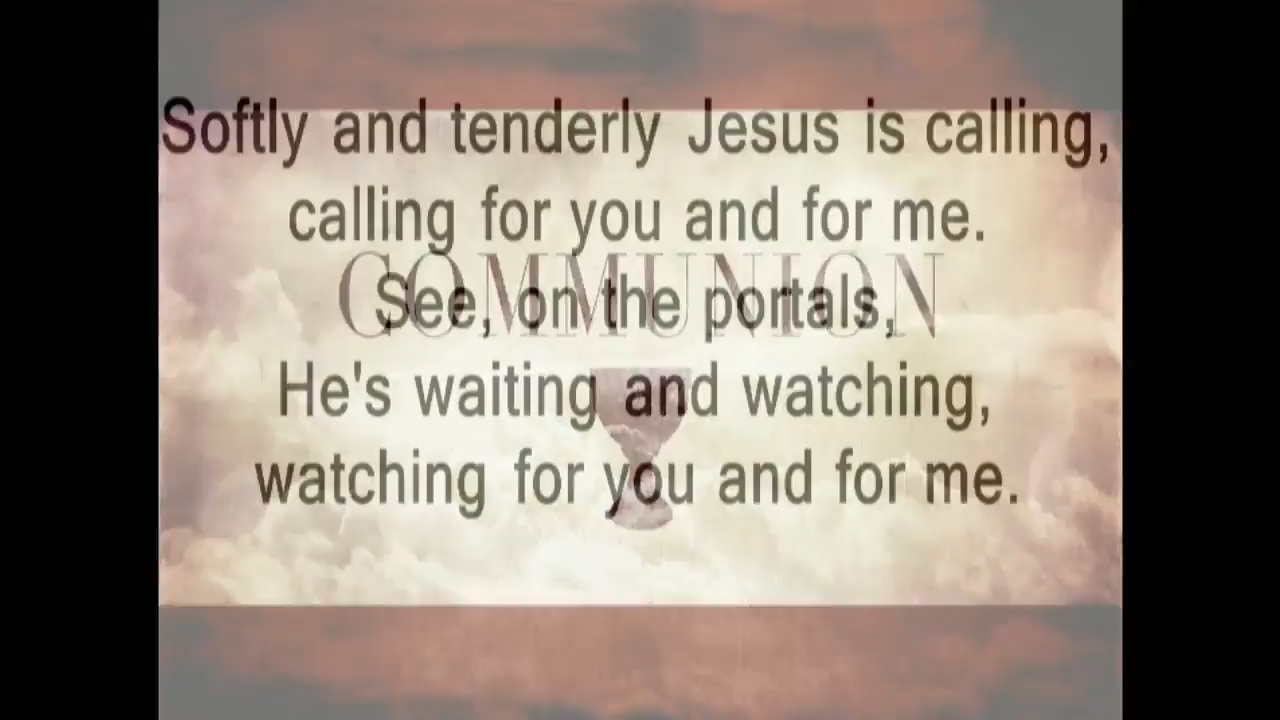 Softly and tenderly Jesus is calling,
calling for you and for me.
COMMUNION
See, on the portals,
He's waiting and watching,
watching for you and for me.